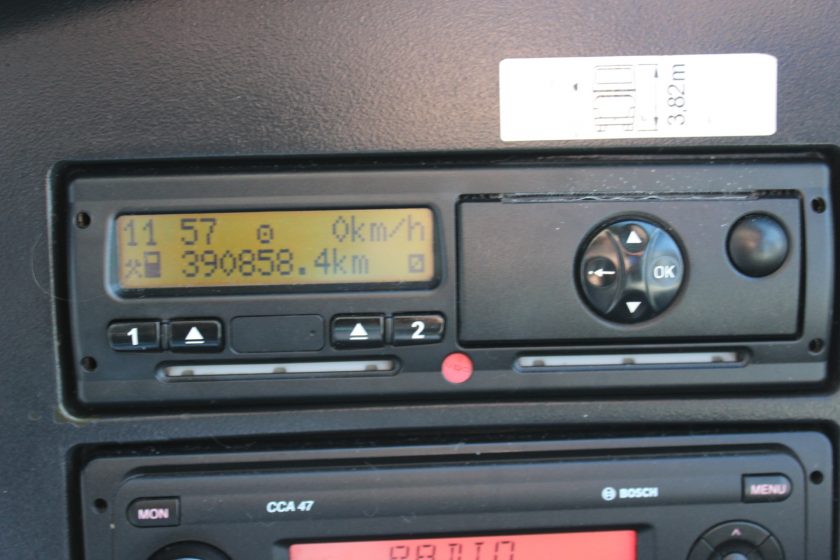 3,82m
11 57 0km/h
390858.4km
1 2
OK
CCA 47 BOSCH
MON MENU
RADIO